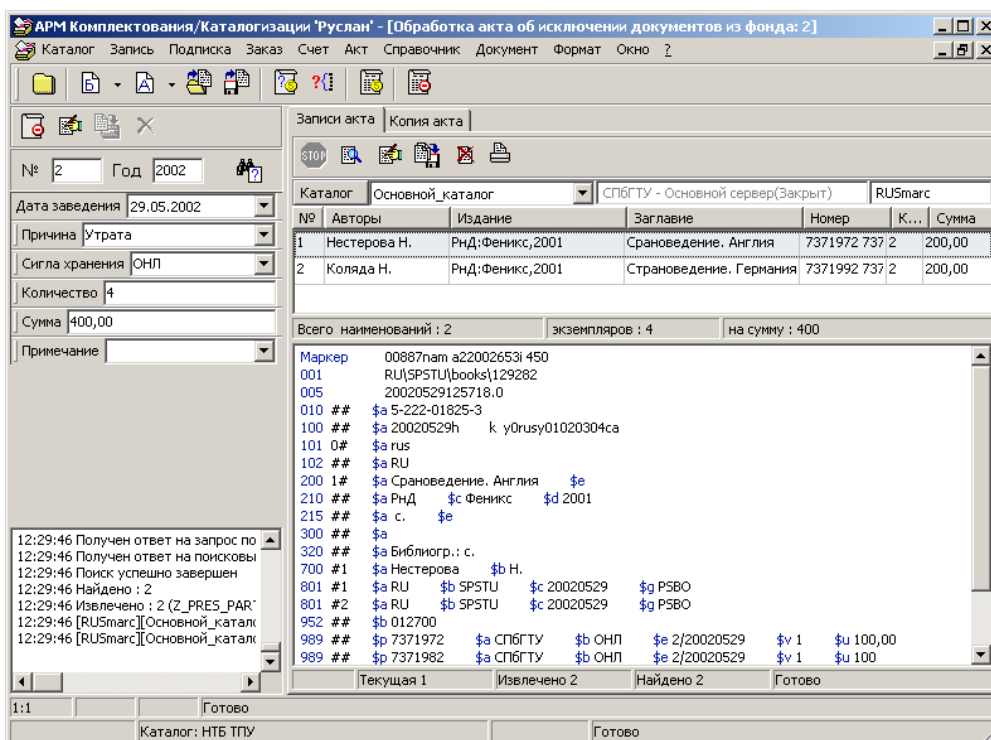 АРМ Комплектования/Каталогизации 'Руслан' - [Обработка акта об исключении документов из фонда: 2]
Каталог Запись Подписка Заказ Счет Акт Справочник Документ Формат Окно ?
Б А
Записи акта Копия акта
STOP
№ 2 Год 2002
Каталог Основной_каталог СПбГТУ - Основной сервер(Закрыт) RUSmarc
Дата заведения 29.05.2002
Причина Утрата
Сигла хранения ОНЛ
Количество 4
Сумма 400,00
Примечание
№ Авторы Издание Заглавие Номер К... Сумма
1 Нестерова Н. РнД:Феникс,2001 Срановедение. Англия 7371972 737 2 200,00
2 Коляда Н. РнД:Феникс,2001 Страноведение. Германия 7371992 737 2 200,00
Всего наименований : 2 экземпляров : 4 на сумму : 400
Маркер 00887nam a22002653i 450
001 RU\SPSTU\books\129282
005 20020529125718.0
010 ## $a 5-222-01825-3
100 ## $a 20020529h k y0rusy01020304ca
101 0# $a rus
102 ## $a RU
200 1# $a Срановедение. Англия $e
210 ## $a РнД $c Феникс $d 2001
215 ## $a с. $e
300 ## $a
320 ## $a Библиогр.: с.
700 #1 $a Нестерова $b Н.
801 #1 $a RU $b SPSTU $c 20020529 $g PSBO
801 #2 $a RU $b SPSTU $c 20020529 $g PSBO
952 ## $b 012700
989 ## $p 7371972 $a СПбГТУ $b ОНЛ $e 2/20020529 $v 1 $u 100,00
989 ## $p 7371982 $a СПбГТУ $b ОНЛ $e 2/20020529 $v 1 $u 100
12:29:46 Получен ответ на запрос по
12:29:46 Получен ответ на поисковы
12:29:46 Поиск успешно завершен
12:29:46 Найдено : 2
12:29:46 Извлечено : 2 (Z_PRES_PAR
12:29:46 [RUSmarc][Основной_катал
12:29:46 [RUSmarc][Основной_катал
Текущая 1 Извлечено 2 Найдено 2 Готово
1:1 Готово
Каталог: НТБ ТПУ Готово